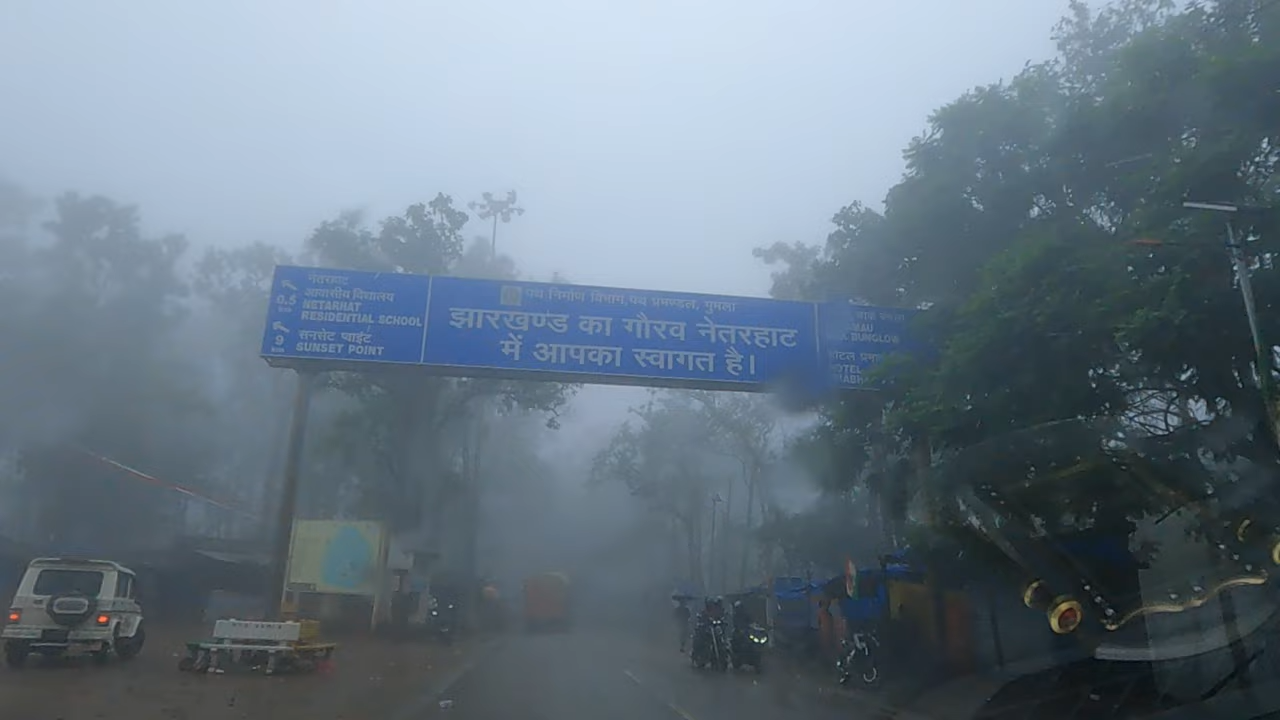 नेतरहाट
आवासीय विद्यालय
0.5
km
NETARHAT
RESIDENTIAL SCHOOL
सनसेट प्वाईंट
9
km
SUNSET POINT
पथ निर्माण विभाग, पथ प्रमण्डल, गुमला
झारखण्ड का गौरव नेतरहाट
में आपका स्वागत है।
BUNGLOW